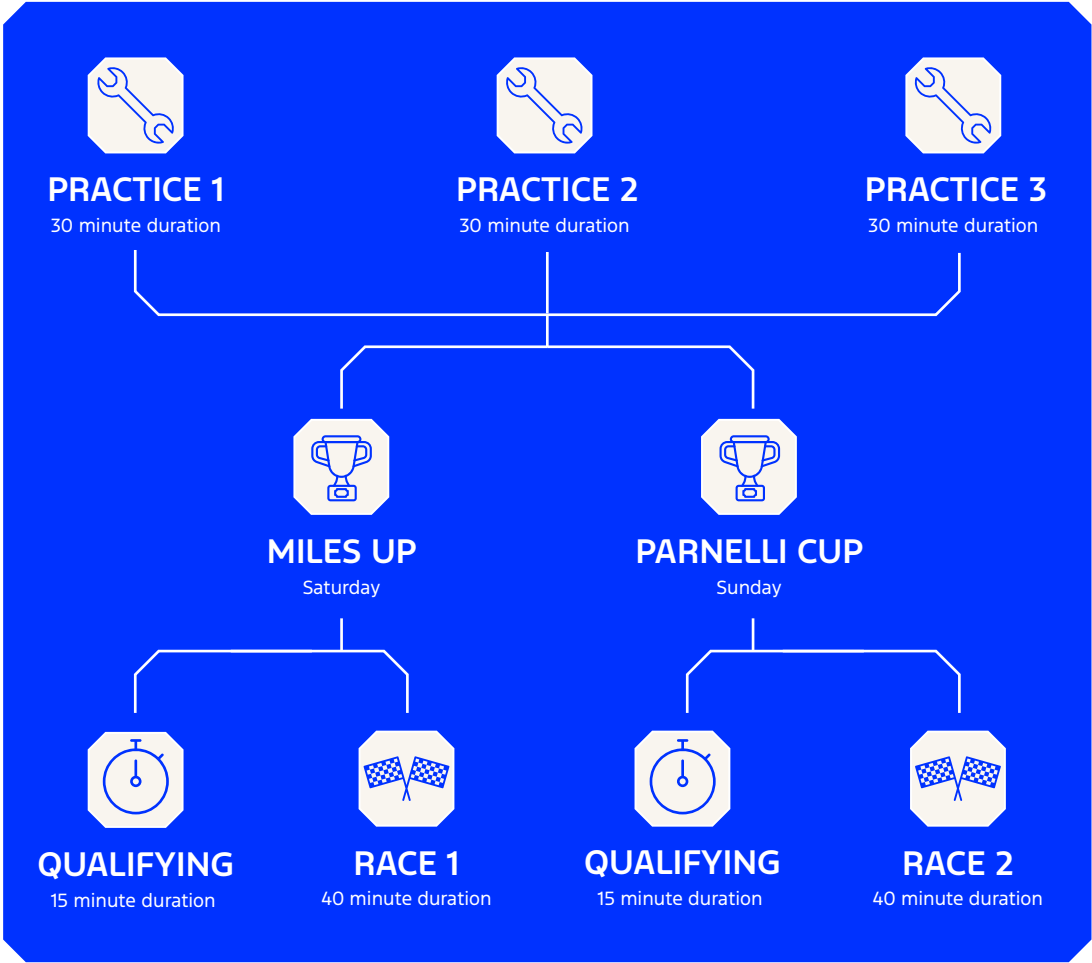 PRACTICE 1
30 minute duration
PRACTICE 2
30 minute duration
PRACTICE 3
30 minute duration
MILES UP
Saturday
PARNELLI CUP
Sunday
QUALIFYING
15 minute duration
RACE 1
40 minute duration
QUALIFYING
15 minute duration
RACE 2
40 minute duration